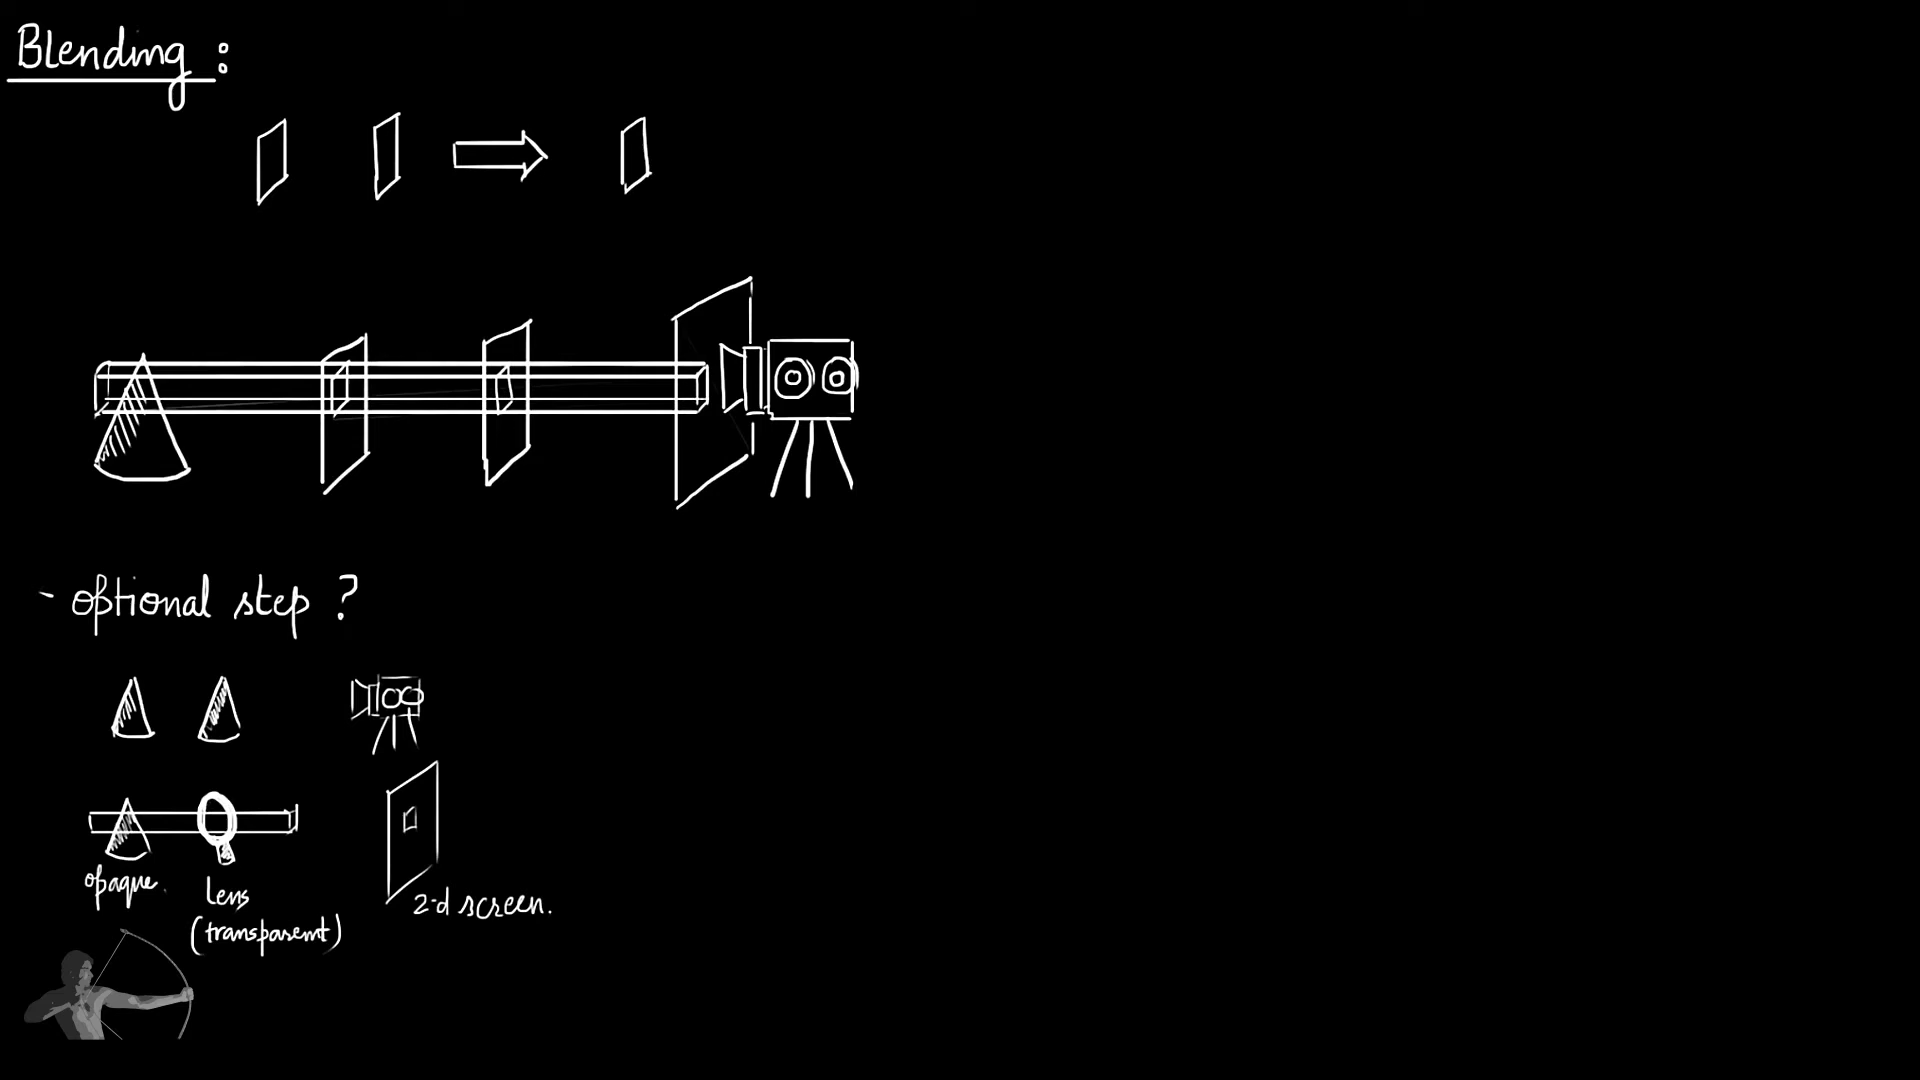 Blending :
- optional step ?
opaque.
Lens
(transparent)
2-d screen.